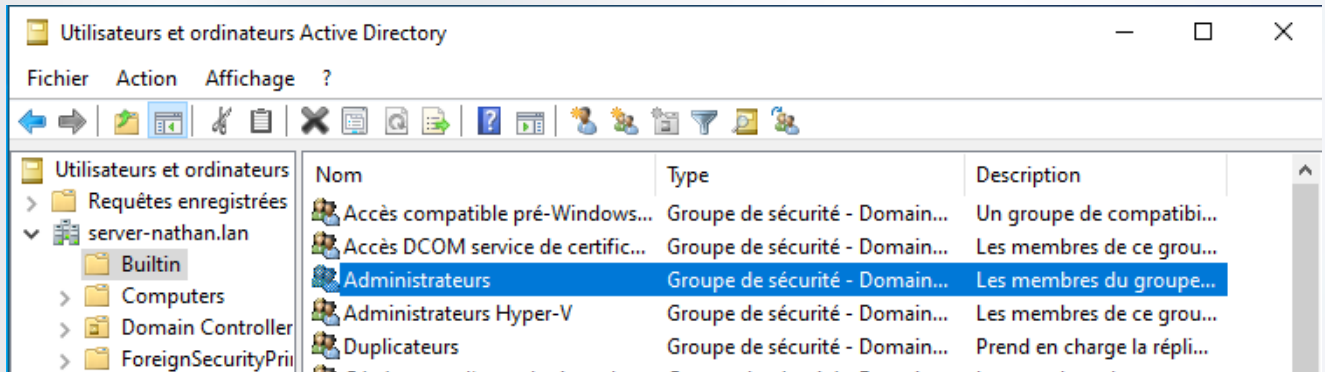 Utilisateurs et ordinateurs Active Directory
Fichier Action Affichage ?
Utilisateurs et ordinateurs
Requêtes enregistrées
server-nathan.lan
Builtin
Computers
Domain Controller
ForeignSecurityPri
Nom Type Description
Accès compatible pré-Windows... Groupe de sécurité - Domain... Un groupe de compatibi...
Accès DCOM service de certific... Groupe de sécurité - Domain... Les membres de ce grou...
Administrateurs Groupe de sécurité - Domain... Les membres du groupe...
Administrateurs Hyper-V Groupe de sécurité - Domain... Les membres de ce grou...
Duplicateurs Groupe de sécurité - Domain... Prend en charge la répli...